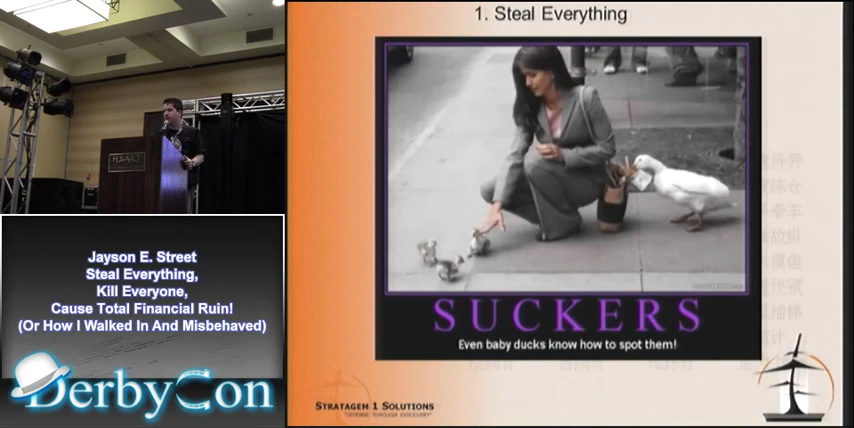 1. Steal Everything
HYATT
SUCKERS
Even baby ducks know how to spot them!
Jayson E. Street
Steal Everything,
Kill Everyone,
Cause Total Financial Ruin!
(Or How I Walked In And Misbehaved)
DerbyCon
STRATAGEM 1 SOLUTIONS
"DEFENSE THROUGH DISCOVERY"